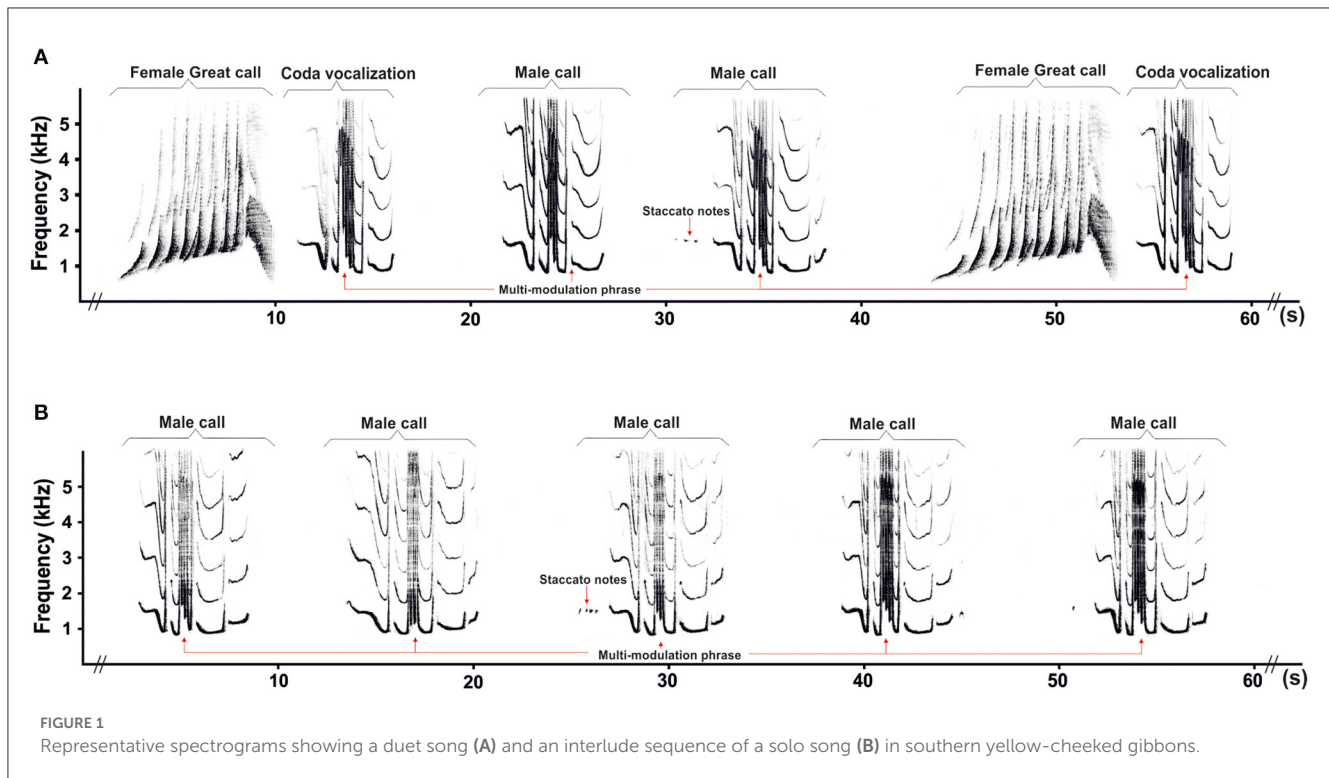 A
Female Great call Coda vocalization Male call Male call Female Great call Coda vocalization
Frequency (kHz)
5
4
3
2
1
Staccato notes
Multi-modulation phrase
10 20 30 40 50 60 (s)
B
Male call Male call Male call Male call Male call
Frequency (kHz)
5
4
3
2
1
Staccato notes
Multi-modulation phrase
10 20 30 40 50 60 (s)
FIGURE 1
Representative spectrograms showing a duet song (A) and an interlude sequence of a solo song (B) in southern yellow-cheeked gibbons.